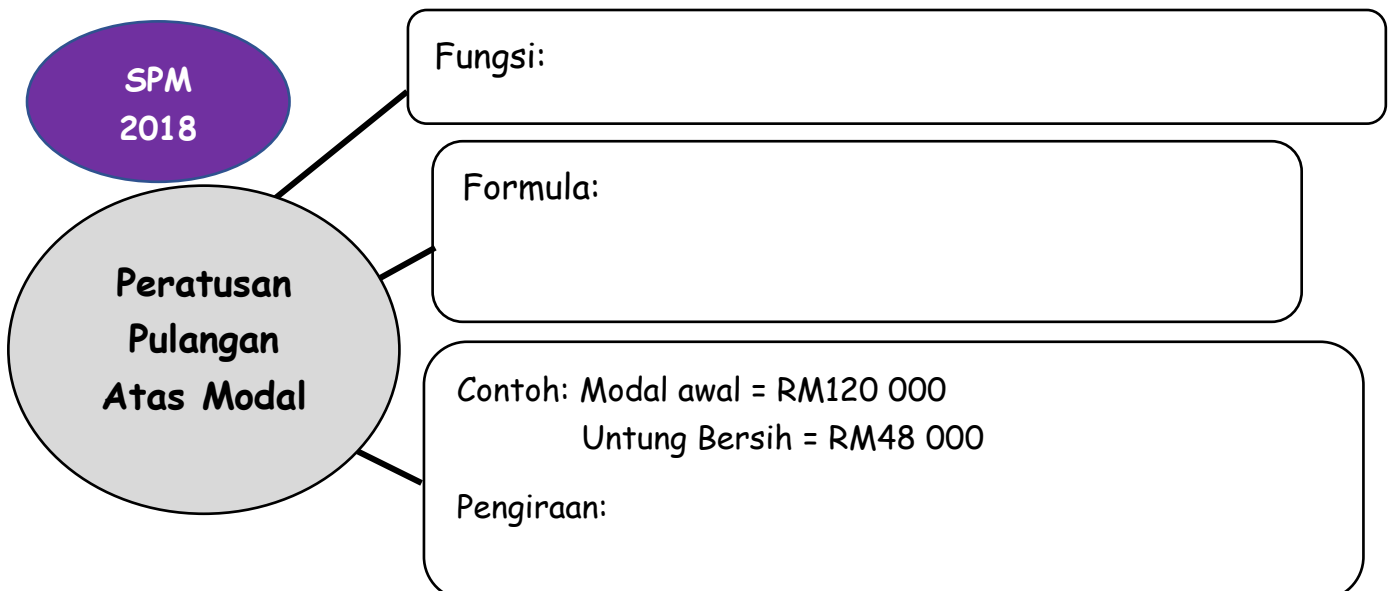 SPM
2018
Fungsi:
Formula:
Peratusan
Pulangan
Atas Modal
Contoh: Modal awal = RM120 000
Untung Bersih = RM48 000
Pengiraan: